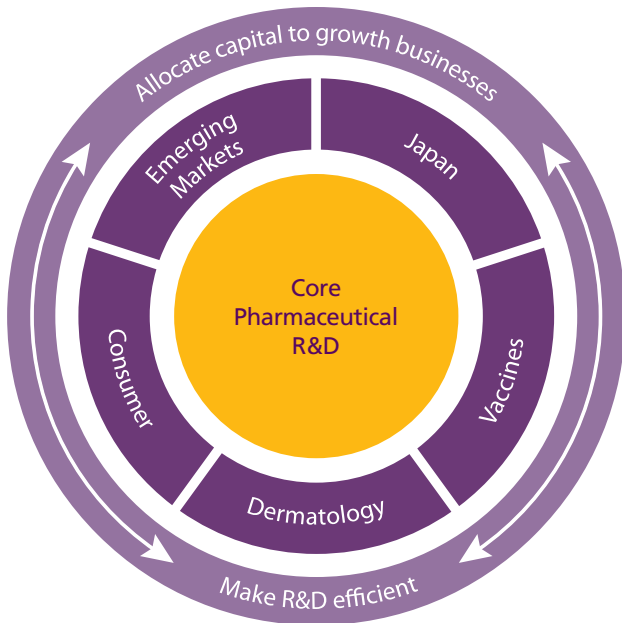 Allocate capital to growth businesses
Emerging
Markets
Japan
Core
Pharmaceutical
R&D
Consumer
Vaccines
Dermatology
Make R&D efficient